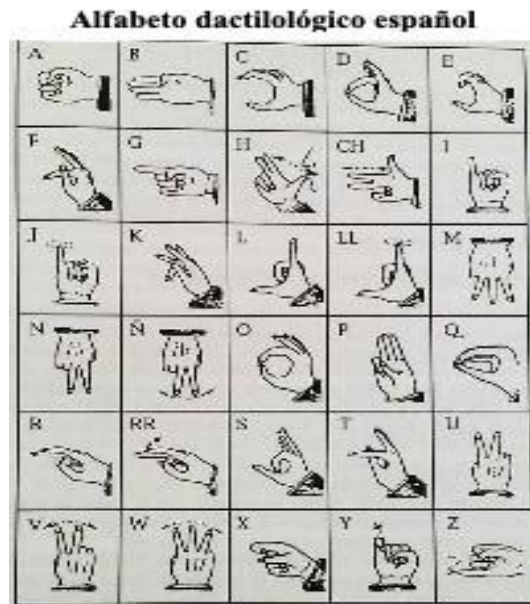 Alfabeto dactilológico español
A B C D E
F G H CH I
J K L LL M
N Ñ O P Q
R RR S T U
V W X Y Z